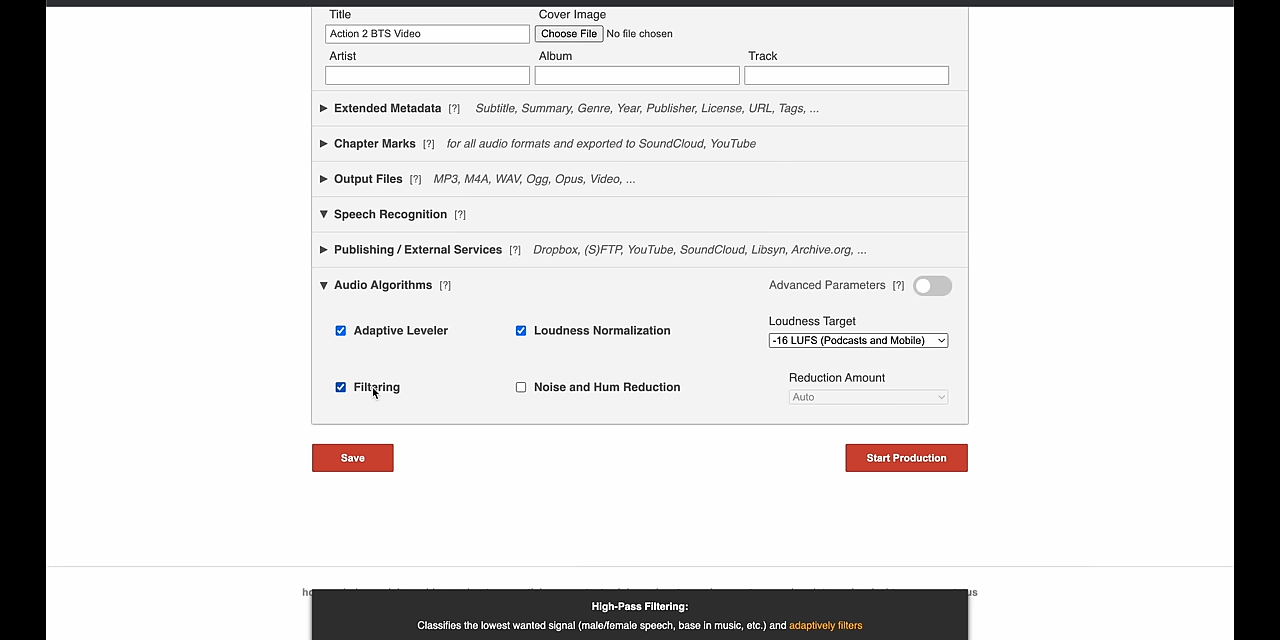 Title
Cover Image
Action 2 BTS Video
Choose File No file chosen
Artist
Album
Track
▶ Extended Metadata [?] Subtitle, Summary, Genre, Year, Publisher, License, URL, Tags, ...
▶ Chapter Marks [?] for all audio formats and exported to SoundCloud, YouTube
▶ Output Files [?] MP3, M4A, WAV, Ogg, Opus, Video, ...
▼ Speech Recognition [?]
▶ Publishing / External Services [?] Dropbox, (S)FTP, YouTube, SoundCloud, Libsyn, Archive.org, ...
▼ Audio Algorithms [?]
Advanced Parameters [?]
Adaptive Leveler
Loudness Normalization
Loudness Target
-16 LUFS (Podcasts and Mobile)
Filtering
Noise and Hum Reduction
Reduction Amount
Auto
Save
Start Production
High-Pass Filtering:
Classifies the lowest wanted signal (male/female speech, base in music, etc.) and adaptively filters